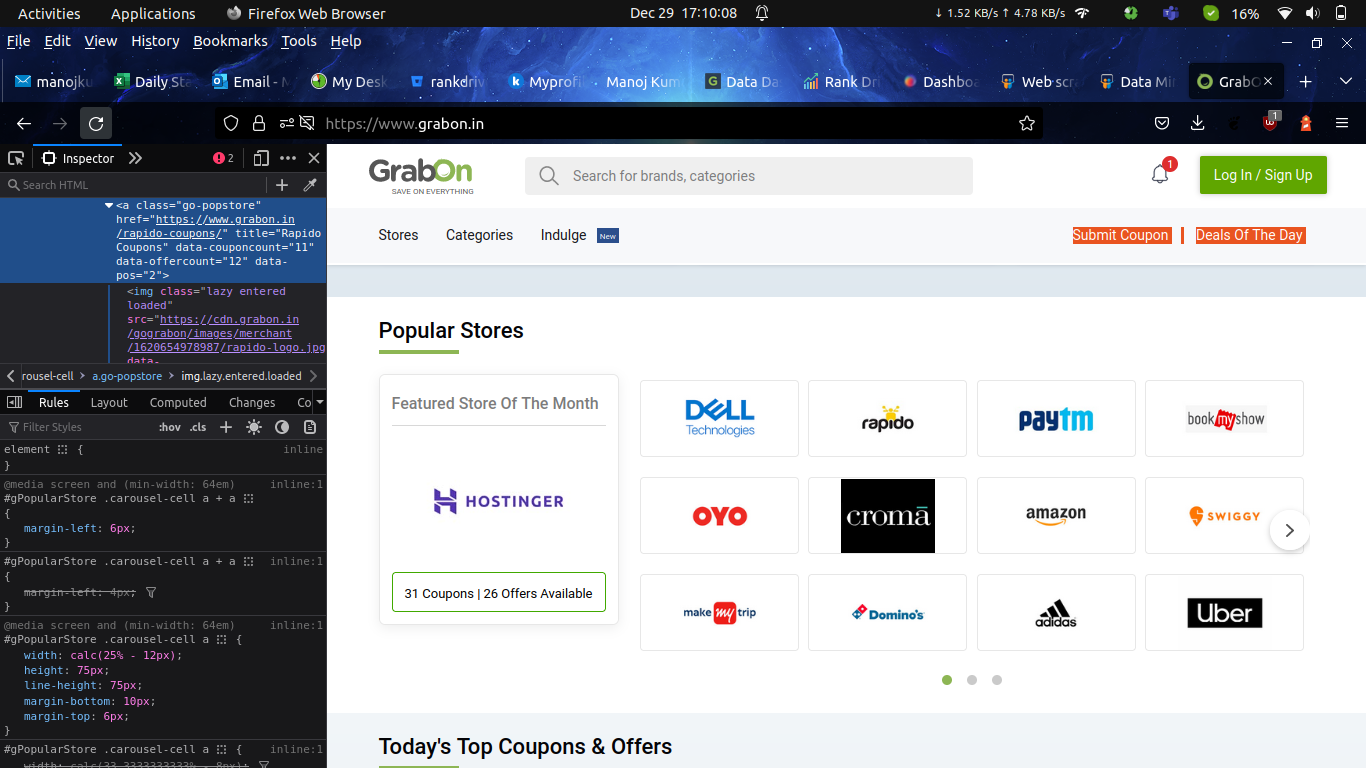 Activities Applications Firefox Web Browser Dec 29 17:10:08 ↓ 1.52 KB/s ↑ 4.78 KB/s 16%
File Edit View History Bookmarks Tools Help
manojku Daily Sta Email - M My Desk rankdriv Myprofil Manoj Kum Data Da Rank Dri Dashboa Web scra Data Min GrabO
https://www.grabon.in 1
Inspector 2
Search HTML
<a class="go-popstore"
href="https://www.grabon.in
/rapido-coupons/" title="Rapido
Coupons" data-couponcount="11"
data-offercount="12" data-
pos="2">
<img class="lazy entered
loaded"
src="https://cdn.grabon.in
/gograbon/images/merchant
/1620654978987/rapido-logo.jpg
data-
rousel-cell > a.go-popstore > img.lazy.entered.loaded
Rules Layout Computed Changes Co
Filter Styles :hov .cls +
element { inline
}
@media screen and (min-width: 64em) inline:1
#gPopularStore .carousel-cell a + a
{
margin-left: 6px;
}
#gPopularStore .carousel-cell a + a inline:1
{
margin-left: 4px;
}
@media screen and (min-width: 64em) inline:1
#gPopularStore .carousel-cell a {
width: calc(25% - 12px);
height: 75px;
line-height: 75px;
margin-bottom: 10px;
margin-top: 6px;
}
#gPopularStore .carousel-cell a { inline:1
width: calc(33.3333333333% - 8px);
GrabOn
SAVE ON EVERYTHING
Search for brands, categories
1
Log In / Sign Up
Stores Categories Indulge New Submit Coupon | Deals Of The Day
Popular Stores
Featured Store Of The Month
HOSTINGER
31 Coupons | 26 Offers Available
DELL Technologies
rapido
paytm
bookmyshow
OYO
cromā
amazon
SWIGGY
make my trip
Domino's
adidas
Uber
Today's Top Coupons & Offers